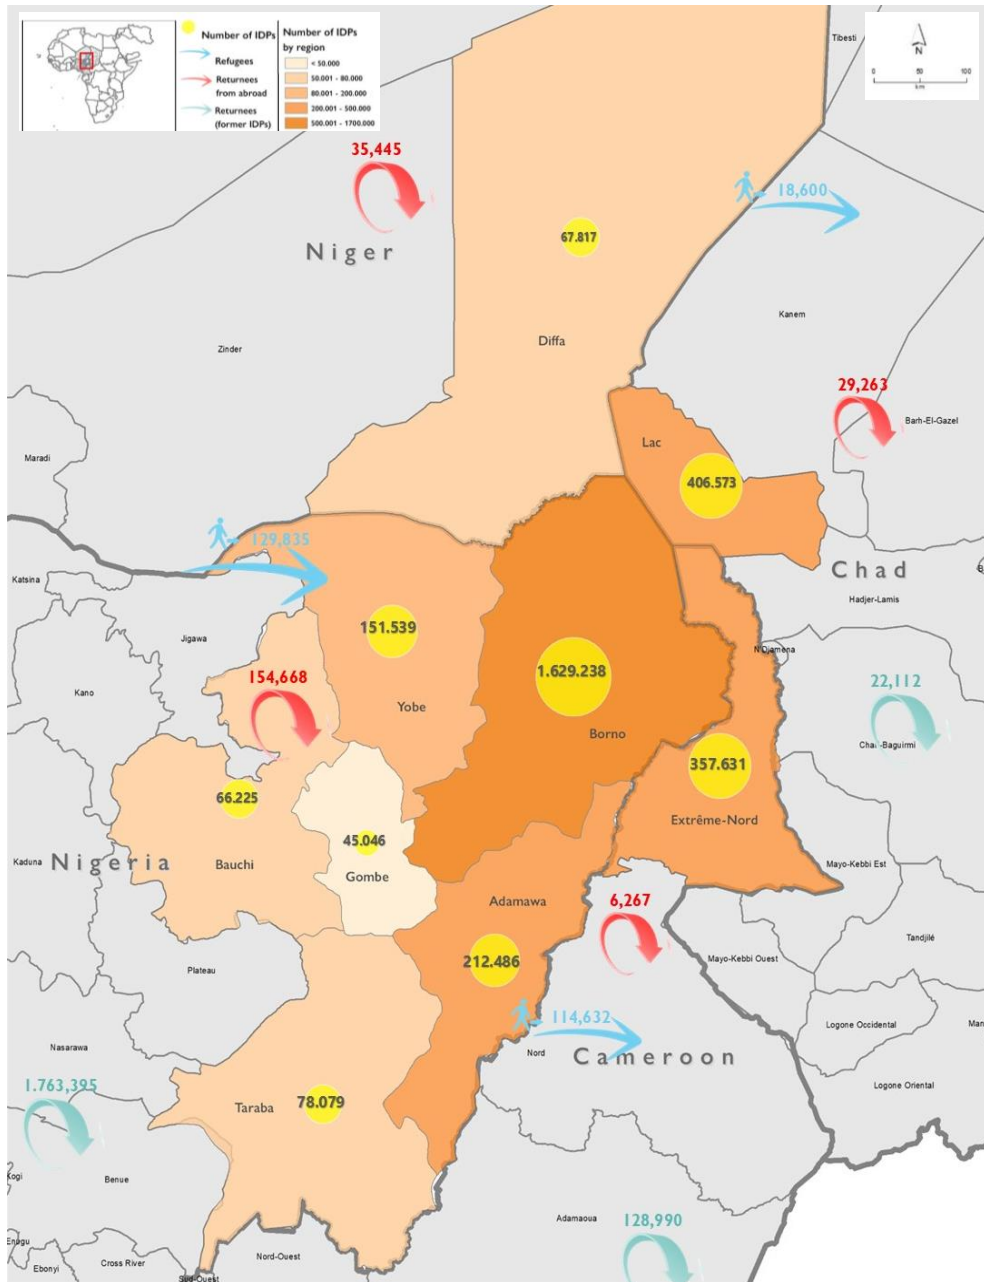 Number of IDPs
Refugees
Returnees
from abroad
Returnees
(former IDPs)
Number of IDPs
by region
< 50.000
50.001 - 80.000
80.001 - 200.000
200.001 - 500.000
500.001 - 1700.000
Tibesti
N
0 50 100
km
35,445
18,600
67.817
Niger
Kanem
Diffa
Zinder
29,263
Barh-El-Gazel
Lac
Maradi
406.573
129,835
Chad
Katsina
Hadjer-Lamis
151.539
Jigawa
N'Djamena
1.629.238
154,668
22,112
Kano
Yobe
Borno
357.631
66.225
Extrême-Nord
45.046
Nigeria
Kaduna
Bauchi
Gombe
Mayo-Kebbi Est
Adamawa
6,267
Tandjilé
212.486
Mayo-Kebbi Ouest
Plateau
114,632
Logone Occidental
Nasarawa
Nord
Cameroon
1.763,395
Logone Oriental
78.079
Taraba
Benue
Kogi
Adamaoua
128,990
Enugu
Nord-Ouest
Cross River
Ebonyi
Sud-Ouest